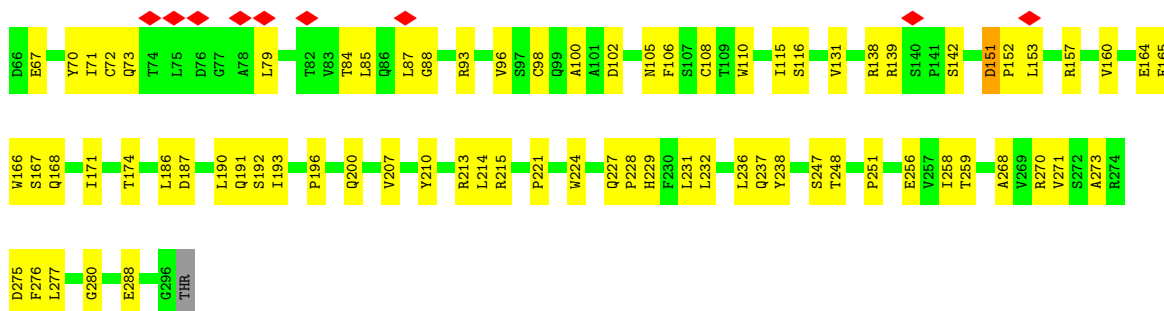 D66 E67 Y70 I71 C72 Q73 T74 L75 D76 G77 A78 L79 T82 V83 T84 L85 Q86 L87 G88 R93 V96 S97 C98 Q99 A100 A101 D102 N105 F106 S107 C108 T109 W110 I115 S116 V131 R138 R139 S140 P141 S142 D151 P152 L153 R157 V160 E164 E165
W166 S167 Q168 I171 T174 L186 D187 L190 Q191 S192 I193 P196 Q200 V207 Y210 R213 L214 R215 P221 W224 Q227 P228 H229 F230 L231 L232 L236 Q237 Y238 S247 T248 P251 E256 V257 I258 T259 A268 V269 R270 V271 S272 A273 R274
D275 F276 L277 G280 E288 G296 THR